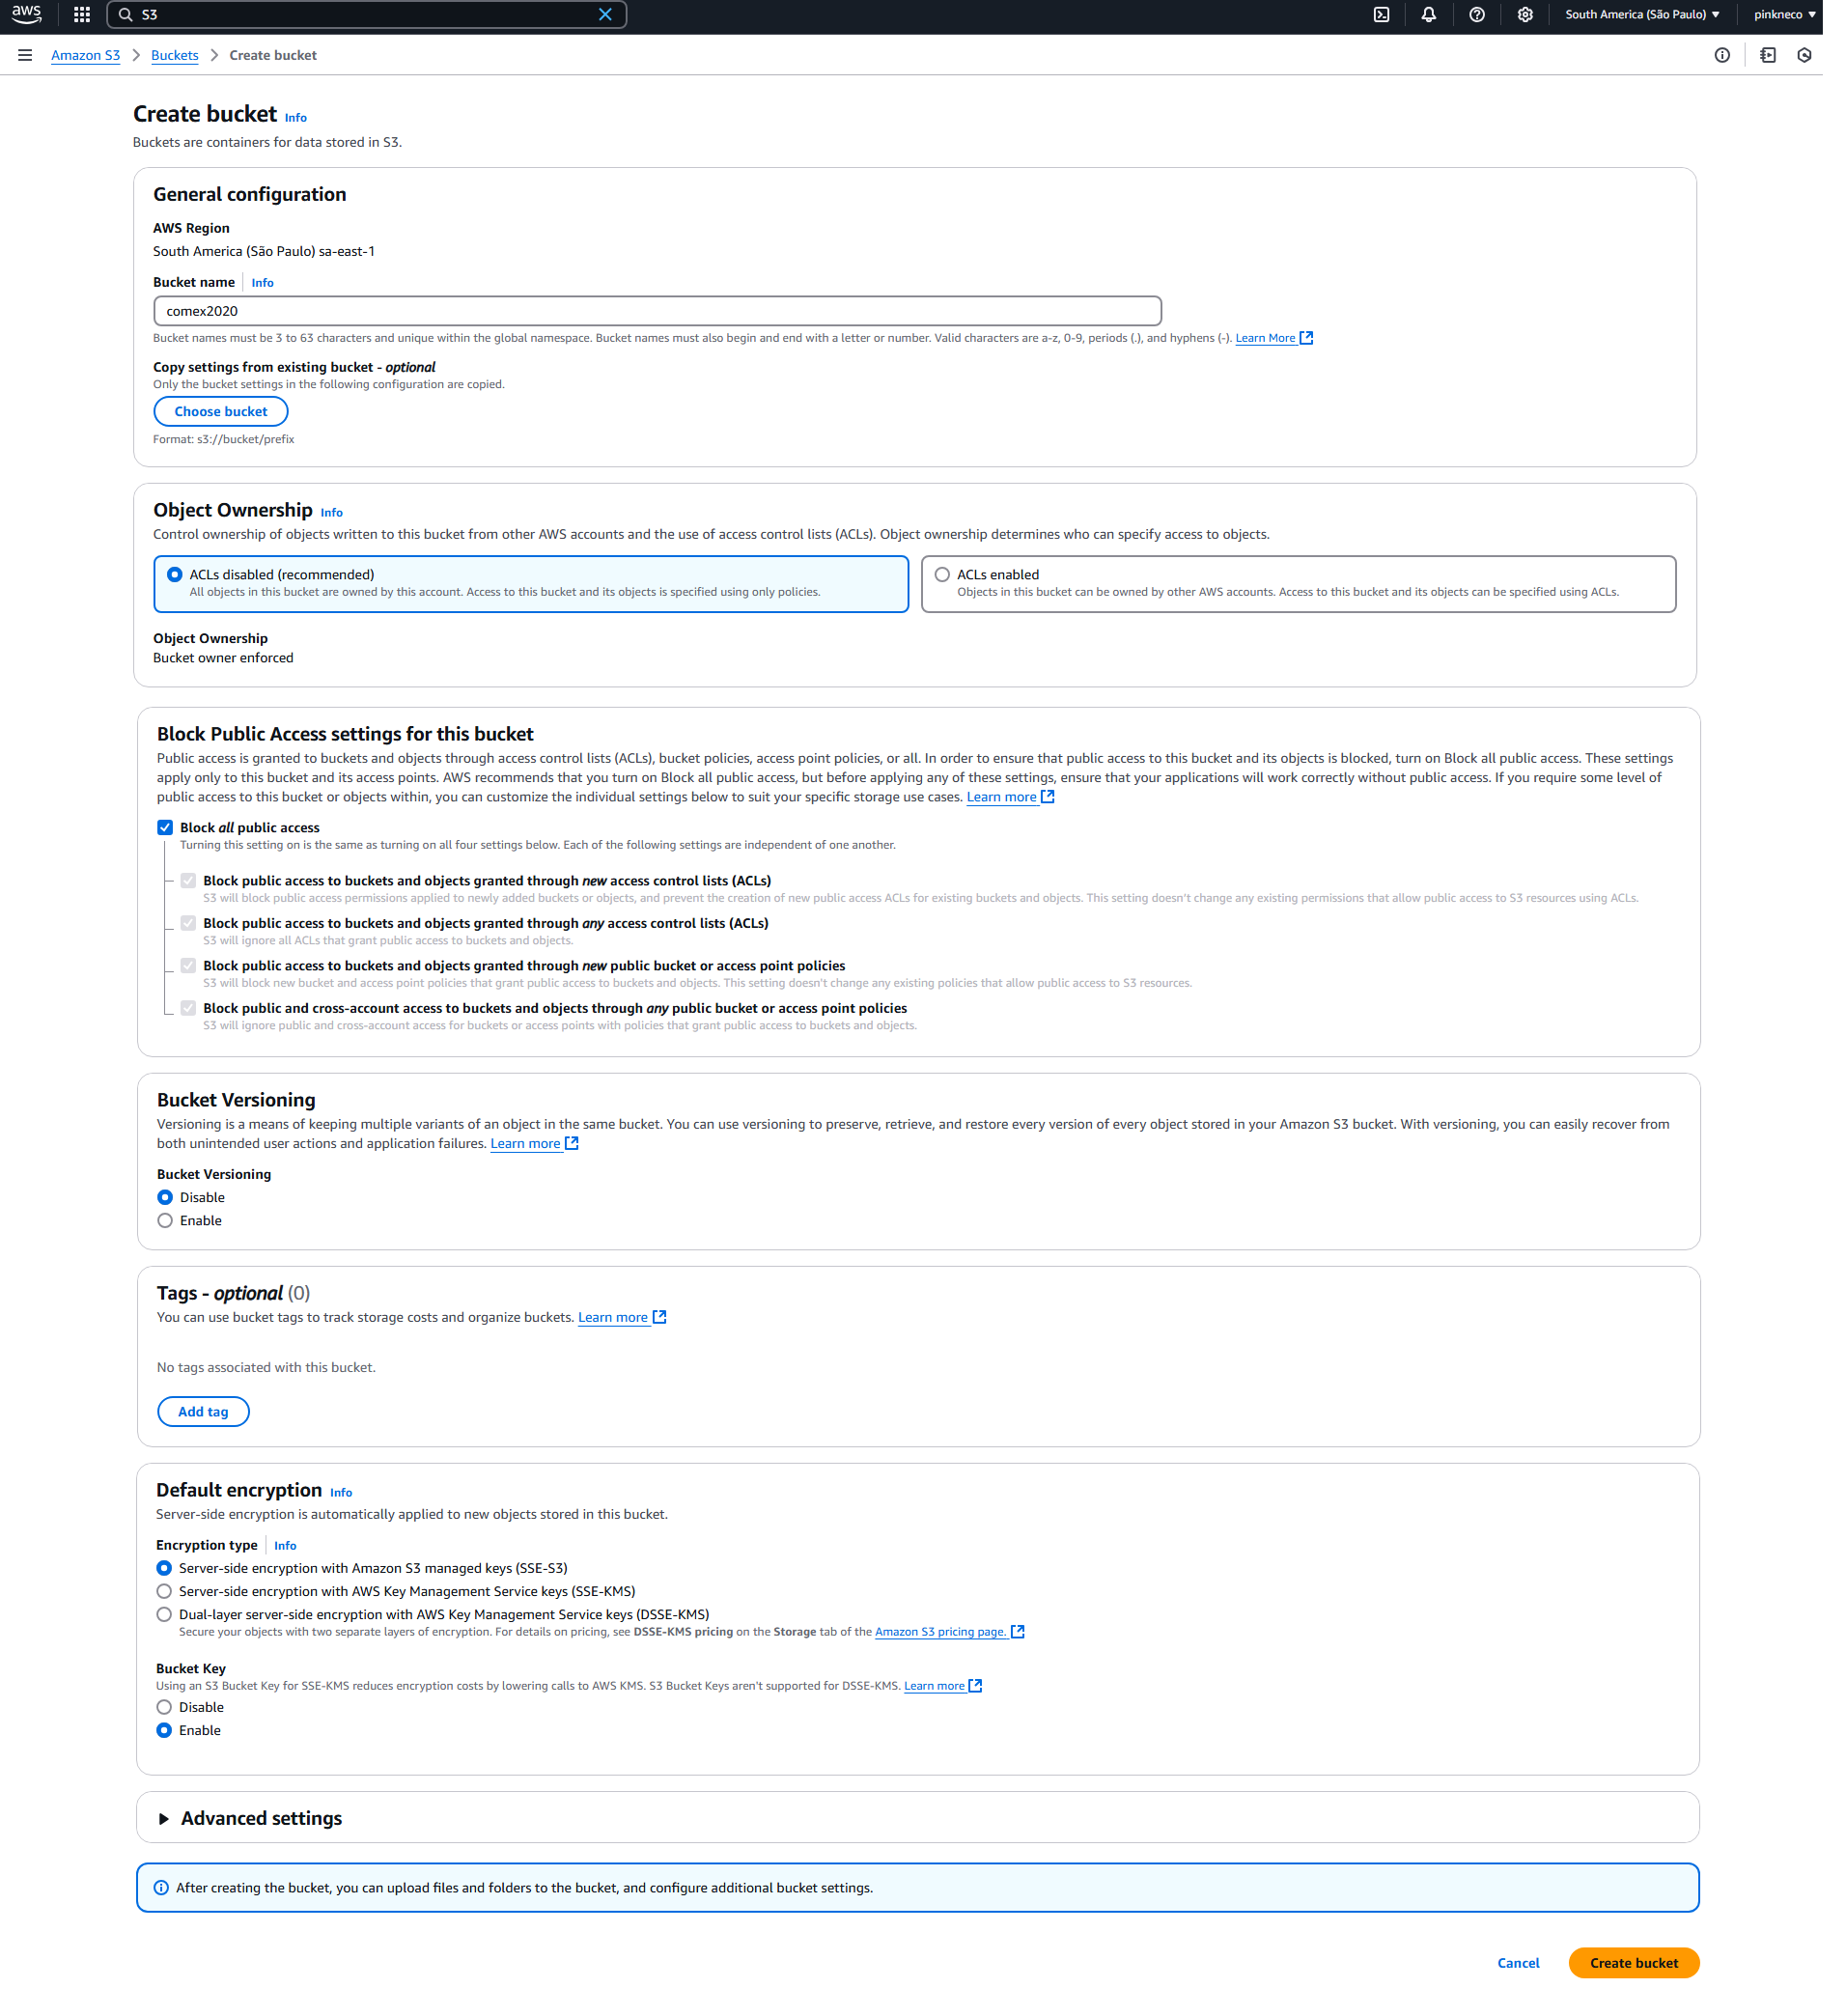 aws
S3
South America (São Paulo)
pinkneco
Amazon S3
Buckets
Create bucket
Create bucket Info
Buckets are containers for data stored in S3.
General configuration
AWS Region
South America (São Paulo) sa-east-1
Bucket name Info
comex2020
Bucket names must be 3 to 63 characters and unique within the global namespace. Bucket names must also begin and end with a letter or number. Valid characters are a-z, 0-9, periods (.), and hyphens (-). Learn More
Copy settings from existing bucket - optional
Only the bucket settings in the following configuration are copied.
Choose bucket
Format: s3://bucket/prefix
Object Ownership Info
Control ownership of objects written to this bucket from other AWS accounts and the use of access control lists (ACLs). Object ownership determines who can specify access to objects.
ACLs disabled (recommended)
All objects in this bucket are owned by this account. Access to this bucket and its objects is specified using only policies.
ACLs enabled
Objects in this bucket can be owned by other AWS accounts. Access to this bucket and its objects can be specified using ACLs.
Object Ownership
Bucket owner enforced
Block Public Access settings for this bucket
Public access is granted to buckets and objects through access control lists (ACLs), bucket policies, access point policies, or all. In order to ensure that public access to this bucket and its objects is blocked, turn on Block all public access. These settings
apply only to this bucket and its access points. AWS recommends that you turn on Block all public access, but before applying any of these settings, ensure that your applications will work correctly without public access. If you require some level of
public access to this bucket or objects within, you can customize the individual settings below to suit your specific storage use cases. Learn more
Block all public access
Turning this setting on is the same as turning on all four settings below. Each of the following settings are independent of one another.
Block public access to buckets and objects granted through new access control lists (ACLs)
S3 will block public access permissions applied to newly added buckets or objects, and prevent the creation of new public access ACLs for existing buckets and objects. This setting doesn't change any existing permissions that allow public access to S3 resources using ACLs.
Block public access to buckets and objects granted through any access control lists (ACLs)
S3 will ignore all ACLs that grant public access to buckets and objects.
Block public access to buckets and objects granted through new public bucket or access point policies
S3 will block new bucket and access point policies that grant public access to buckets and objects. This setting doesn't change any existing policies that allow public access to S3 resources.
Block public and cross-account access to buckets and objects through any public bucket or access point policies
S3 will ignore public and cross-account access for buckets or access points with policies that grant public access to buckets and objects.
Bucket Versioning
Versioning is a means of keeping multiple variants of an object in the same bucket. You can use versioning to preserve, retrieve, and restore every version of every object stored in your Amazon S3 bucket. With versioning, you can easily recover from
both unintended user actions and application failures. Learn more
Bucket Versioning
Disable
Enable
Tags - optional (0)
You can use bucket tags to track storage costs and organize buckets. Learn more
No tags associated with this bucket.
Add tag
Default encryption Info
Server-side encryption is automatically applied to new objects stored in this bucket.
Encryption type Info
Server-side encryption with Amazon S3 managed keys (SSE-S3)
Server-side encryption with AWS Key Management Service keys (SSE-KMS)
Dual-layer server-side encryption with AWS Key Management Service keys (DSSE-KMS)
Secure your objects with two separate layers of encryption. For details on pricing, see DSSE-KMS pricing on the Storage tab of the Amazon S3 pricing page.
Bucket Key
Using an S3 Bucket Key for SSE-KMS reduces encryption costs by lowering calls to AWS KMS. S3 Bucket Keys aren't supported for DSSE-KMS. Learn more
Disable
Enable
Advanced settings
After creating the bucket, you can upload files and folders to the bucket, and configure additional bucket settings.
Cancel
Create bucket